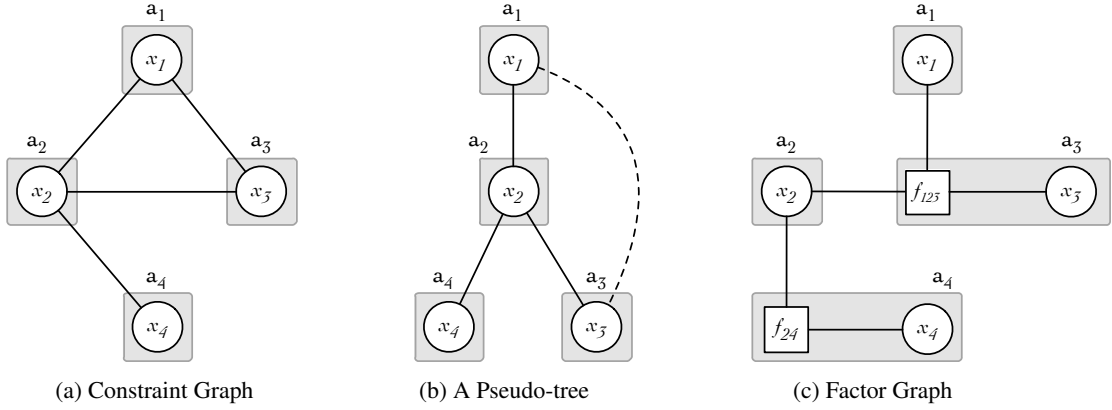 a1
x1
a2
a3
x2
x3
a4
x4
(a) Constraint Graph
a1
x1
a2
x2
a4
a3
x4
x3
(b) A Pseudo-tree
a1
x1
a2
a3
x2
f123
x3
a4
f24
x4
(c) Factor Graph